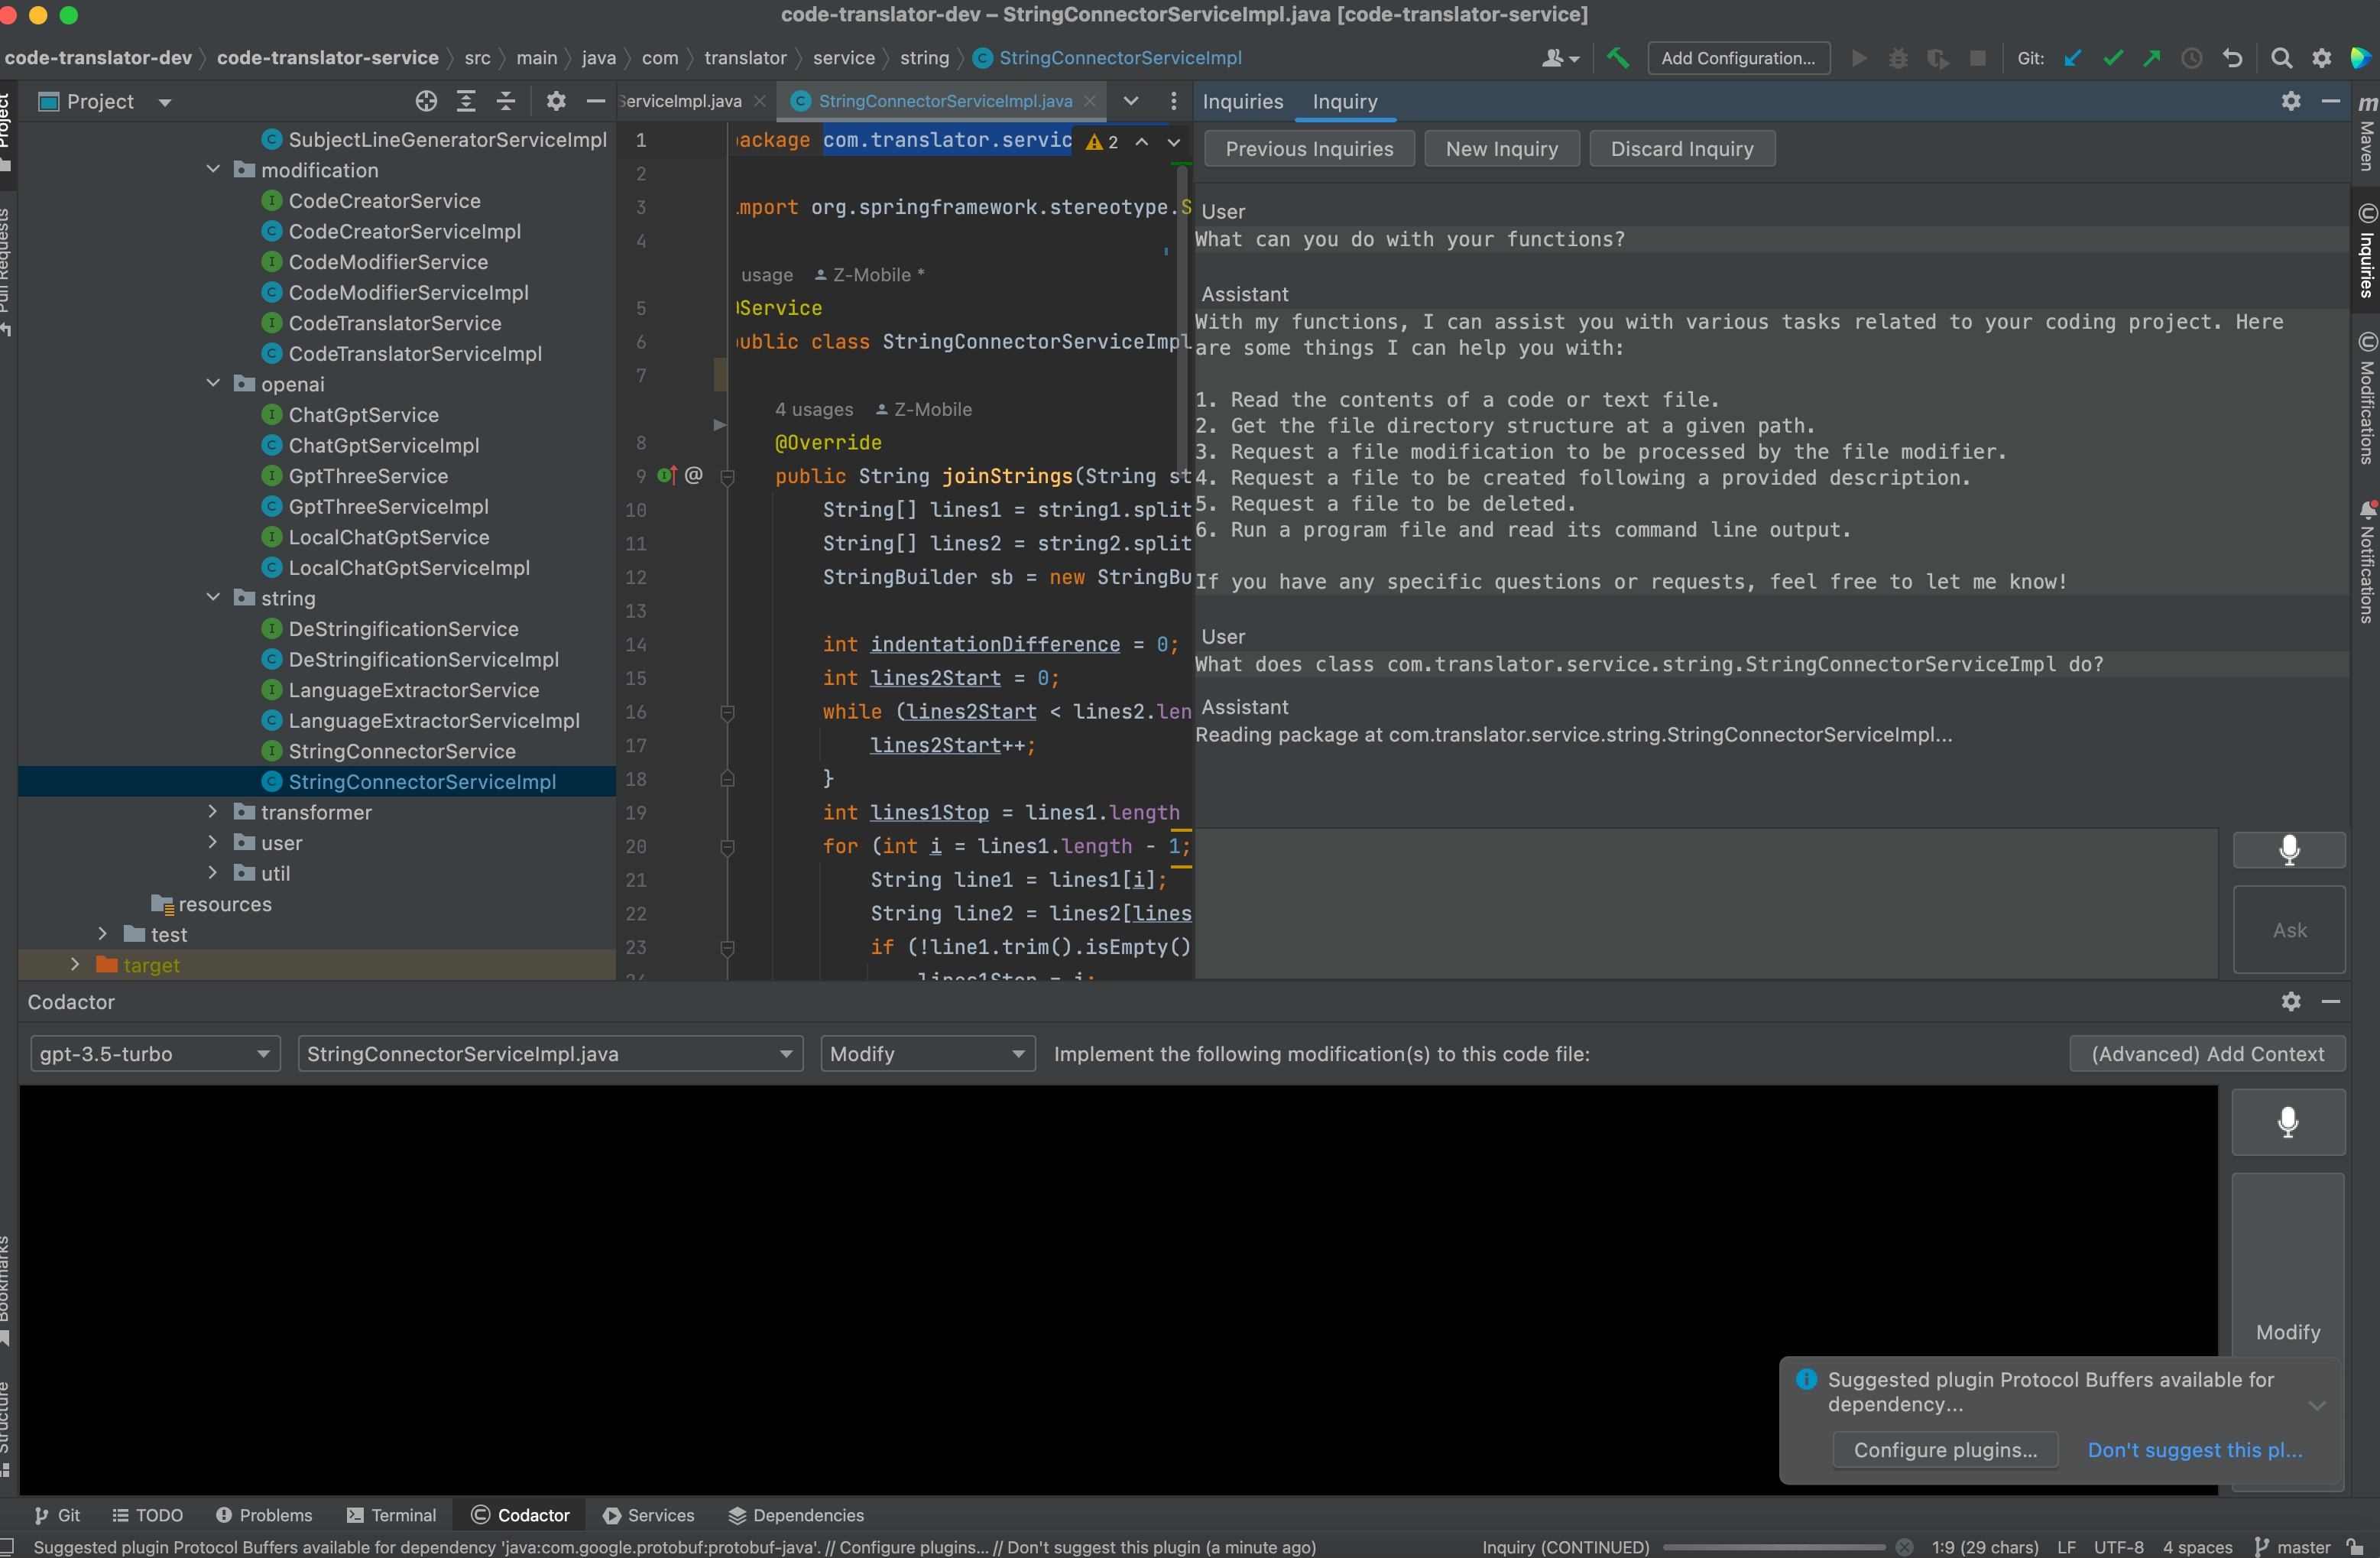 code-translator-dev – StringConnectorServiceImpl.java [code-translator-service]
code-translator-dev code-translator-service src main java com translator service string StringConnectorServiceImpl
Add Configuration...
Git:
Project
erviceImpl.java
StringConnectorServiceImpl.java
SubjectLineGeneratorServiceImpl
modification
CodeCreatorService
CodeCreatorServiceImpl
CodeModifierService
CodeModifierServiceImpl
CodeTranslatorService
CodeTranslatorServiceImpl
openai
ChatGptService
ChatGptServiceImpl
GptThreeService
GptThreeServiceImpl
LocalChatGptService
LocalChatGptServiceImpl
string
DeStringificationService
DeStringificationServiceImpl
LanguageExtractorService
LanguageExtractorServiceImpl
StringConnectorService
StringConnectorServiceImpl
transformer
user
util
resources
test
target
Project
Pull Requests
Bookmarks
Structure
1 ackage com.translator.servic 2
2
3 mport org.springframework.stereotype.S
4
usage Z-Mobile *
5 @Service
6 ublic class StringConnectorServiceImpl
7
4 usages Z-Mobile
8 @Override
9 @ public String joinStrings(String st
10 String[] lines1 = string1.split
11 String[] lines2 = string2.split
12 StringBuilder sb = new StringBu
13
14 int indentationDifference = 0;
15 int lines2Start = 0;
16 while (lines2Start < lines2.len
17 lines2Start++;
18 }
19 int lines1Stop = lines1.length
20 for (int i = lines1.length - 1;
21 String line1 = lines1[i];
22 String line2 = lines2[lines
23 if (!line1.trim().isEmpty()
24 lines1Stop = i;
Inquiries Inquiry
Previous Inquiries New Inquiry Discard Inquiry
User
What can you do with your functions?
Assistant
With my functions, I can assist you with various tasks related to your coding project. Here
are some things I can help you with:
1. Read the contents of a code or text file.
2. Get the file directory structure at a given path.
3. Request a file modification to be processed by the file modifier.
4. Request a file to be created following a provided description.
5. Request a file to be deleted.
6. Run a program file and read its command line output.
If you have any specific questions or requests, feel free to let me know!
User
What does class com.translator.service.string.StringConnectorServiceImpl do?
Assistant
Reading package at com.translator.service.string.StringConnectorServiceImpl...
Ask
m Maven
Inquiries
Modifications
Notifications
Codactor
gpt-3.5-turbo StringConnectorServiceImpl.java Modify Implement the following modification(s) to this code file: (Advanced) Add Context
Modify
Suggested plugin Protocol Buffers available for
dependency...
Configure plugins... Don't suggest this pl...
Git TODO Problems Terminal Codactor Services Dependencies
Suggested plugin Protocol Buffers available for dependency 'java:com.google.protobuf:protobuf-java'. // Configure plugins... // Don't suggest this plugin (a minute ago) Inquiry (CONTINUED) 1:9 (29 chars) LF UTF-8 4 spaces master